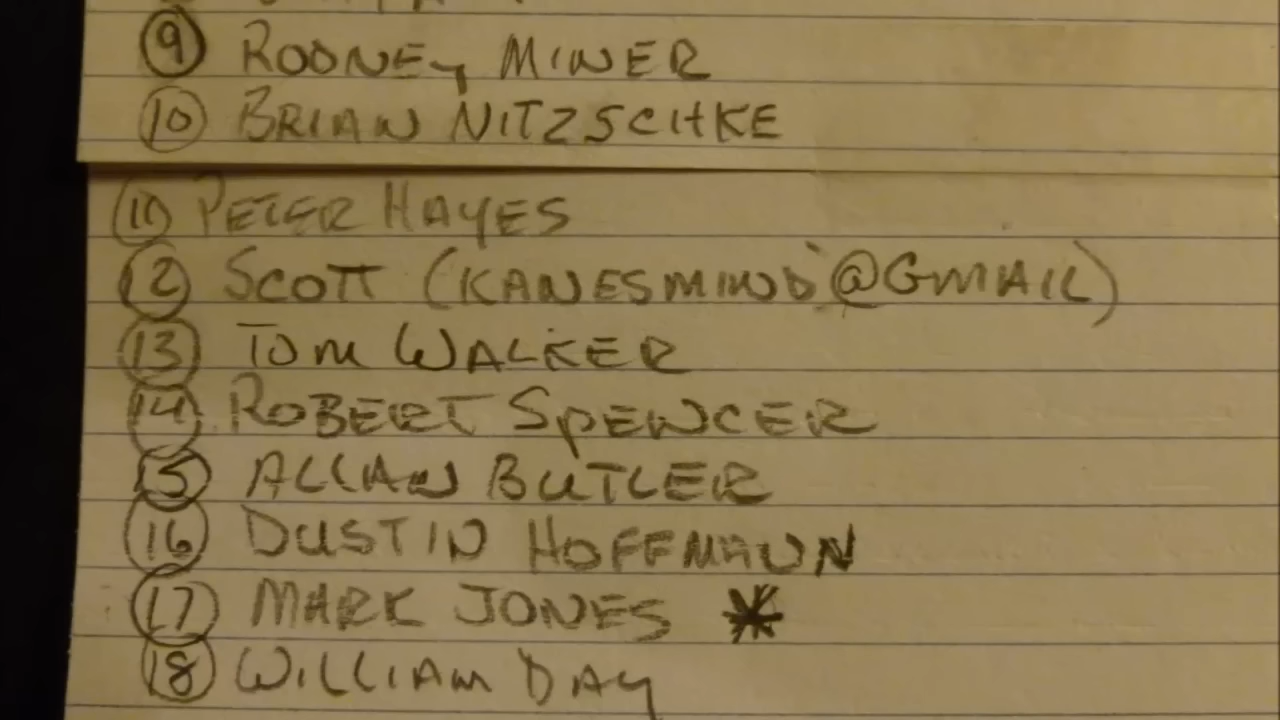 9 RODNEY MINER
10 BRIAN NITZSCHKE
11 PETER HAYES
12 SCOTT (KANESMIND@GMAIL)
13 TOM WALKER
14 ROBERT SPENCER
15 ALLAN BUTLER
16 DUSTIN HOFFMANN
17 MARK JONES *
18 WILLIAM DAY